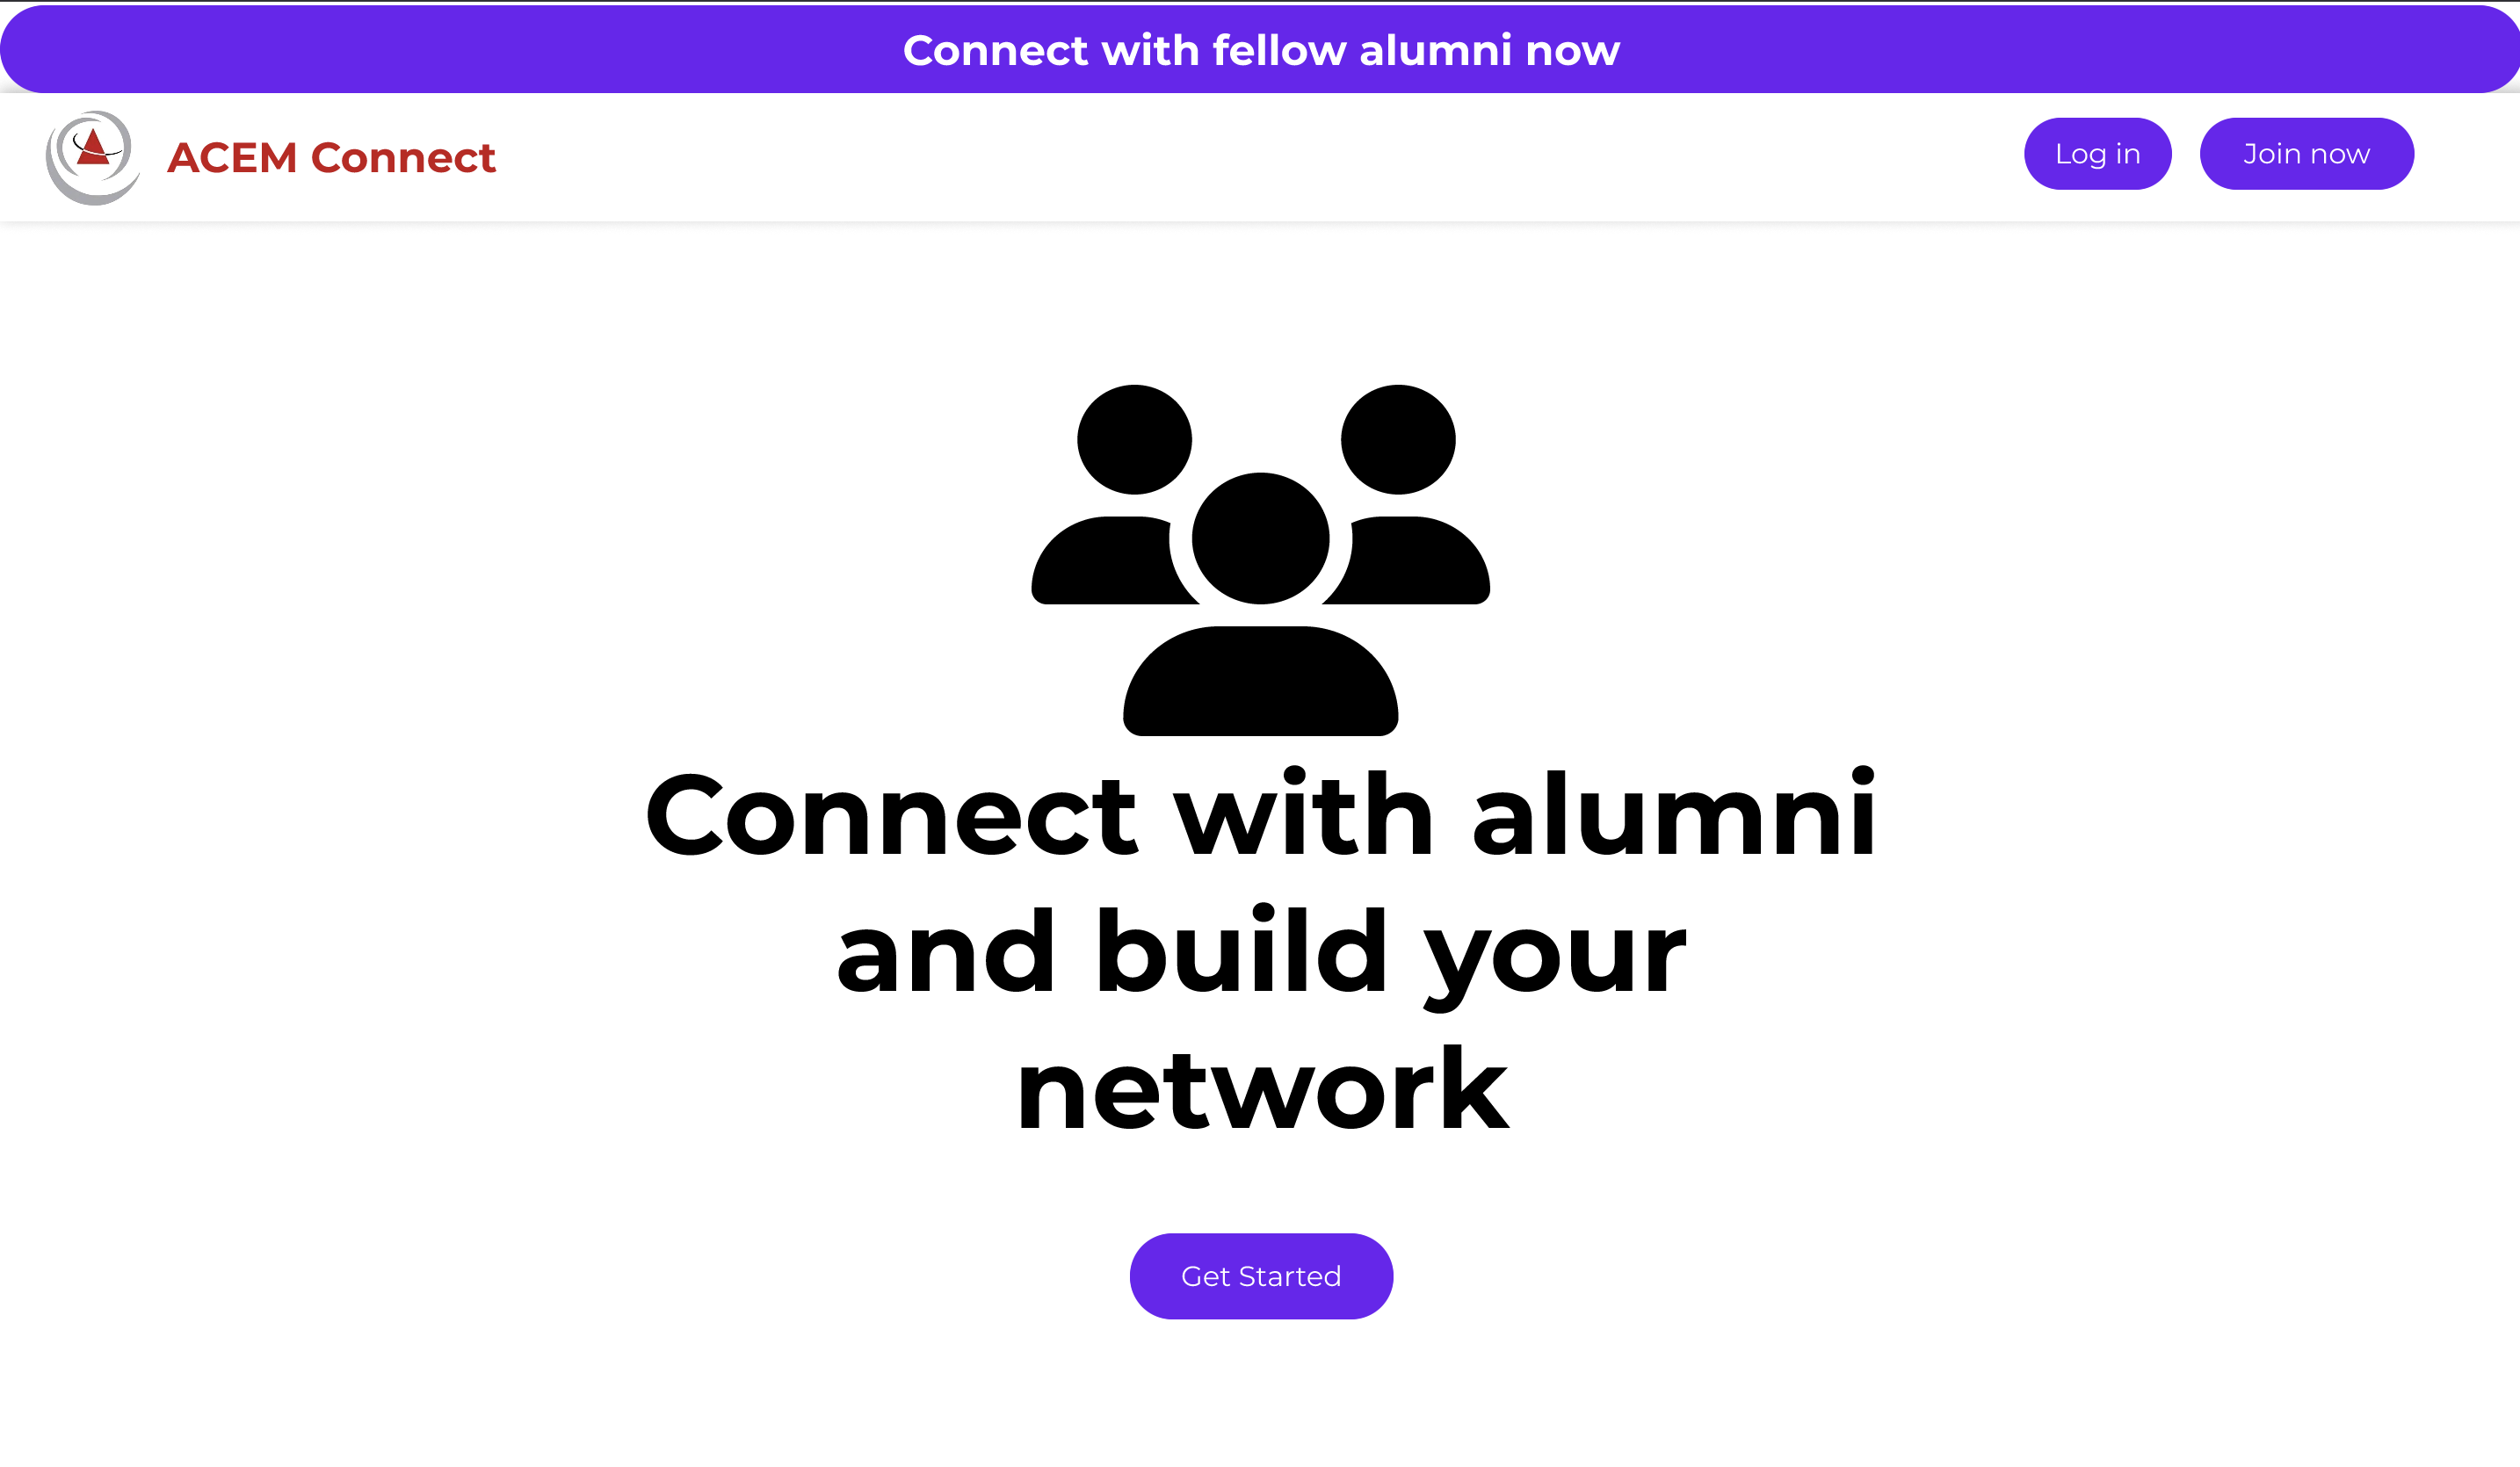 Connect with fellow alumni now
ACEM Connect
Log in
Join now
Connect with alumni
and build your
network
Get Started